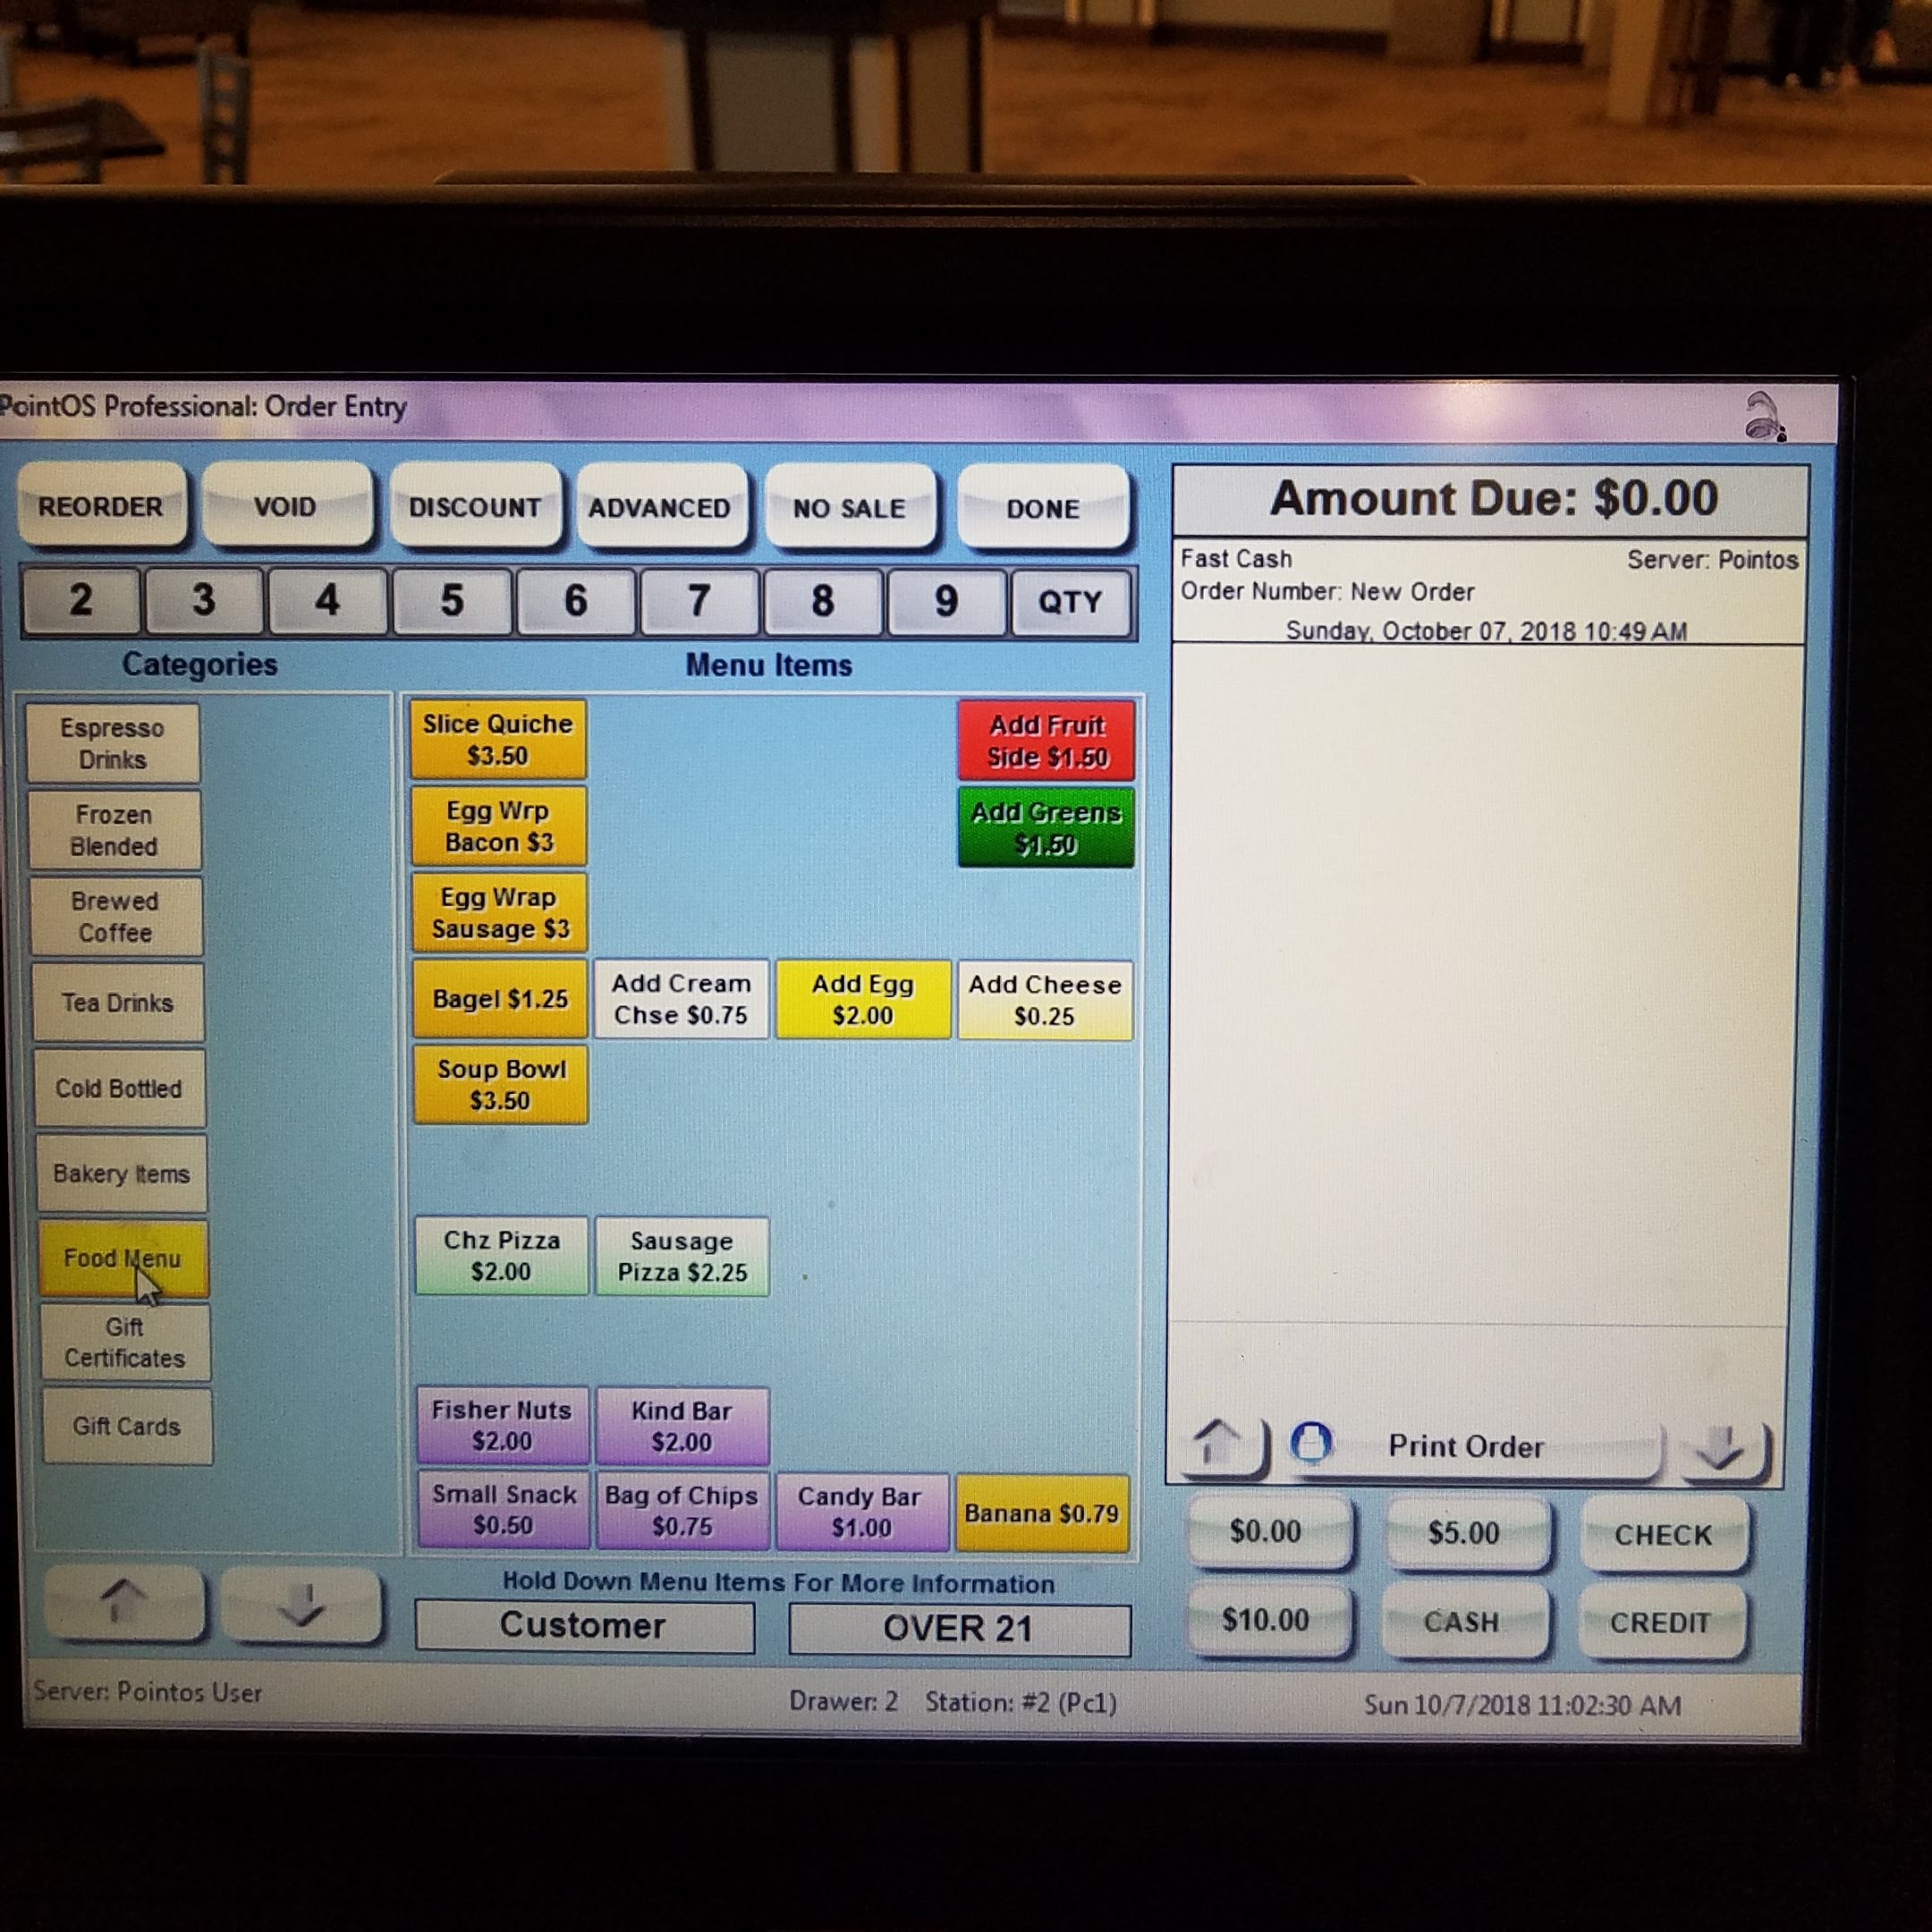 PointOS Professional: Order Entry
REORDER
VOID
DISCOUNT
ADVANCED
NO SALE
DONE
2
3
4
5
6
7
8
9
QTY
Categories
Espresso
Drinks
Frozen
Blended
Brewed
Coffee
Tea Drinks
Cold Bottled
Bakery Items
Food Menu
Gift
Certificates
Gift Cards
Menu Items
Slice Quiche
$3.50
Add Fruit
Side $1.50
Egg Wrp
Bacon $3
Add Greens
$1.50
Egg Wrap
Sausage $3
Bagel $1.25
Add Cream
Chse $0.75
Add Egg
$2.00
Add Cheese
$0.25
Soup Bowl
$3.50
Chz Pizza
$2.00
Sausage
Pizza $2.25
Fisher Nuts
$2.00
Kind Bar
$2.00
Small Snack
$0.50
Bag of Chips
$0.75
Candy Bar
$1.00
Banana $0.79
Hold Down Menu Items For More Information
Customer
OVER 21
Amount Due: $0.00
Fast Cash
Server: Pointos
Order Number: New Order
Sunday, October 07, 2018 10:49 AM
Print Order
$0.00
$5.00
CHECK
$10.00
CASH
CREDIT
Server: Pointos User
Drawer: 2
Station: #2 (Pc1)
Sun 10/7/2018 11:02:30 AM